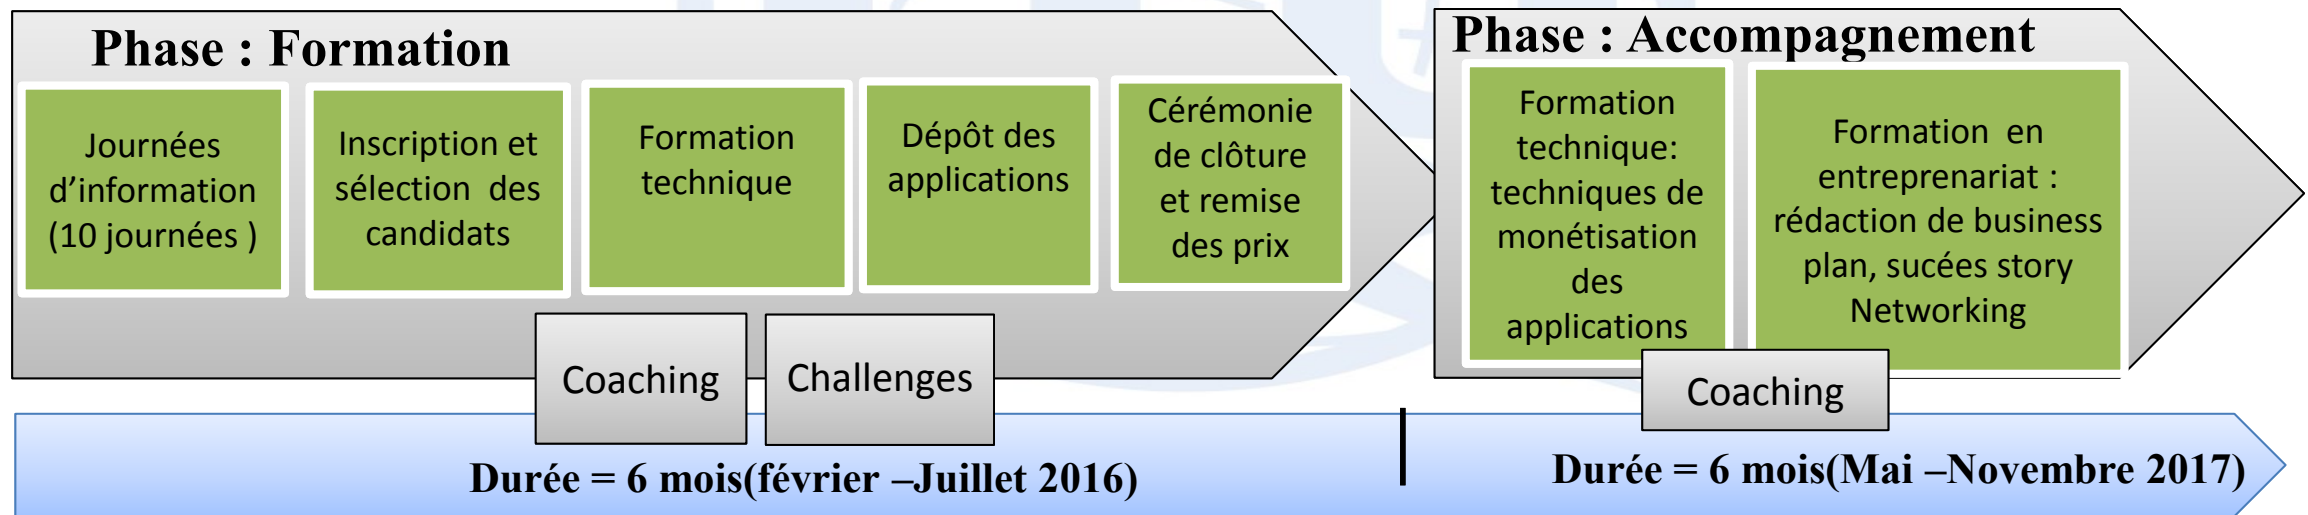 Phase : Formation
Journées
d’information
(10 journées )
Inscription et
sélection  des
candidats
Formation
technique
Dépôt des
applications
Cérémonie
de clôture
et remise
des prix
Coaching
Challenges
Phase : Accompagnement
Formation
technique:
techniques de
monétisation
des
applications
Formation  en
entreprenariat :
rédaction de business
plan, sucées story
Networking
Coaching
Durée = 6 mois(février –Juillet 2016)
Durée = 6 mois(Mai –Novembre 2017)